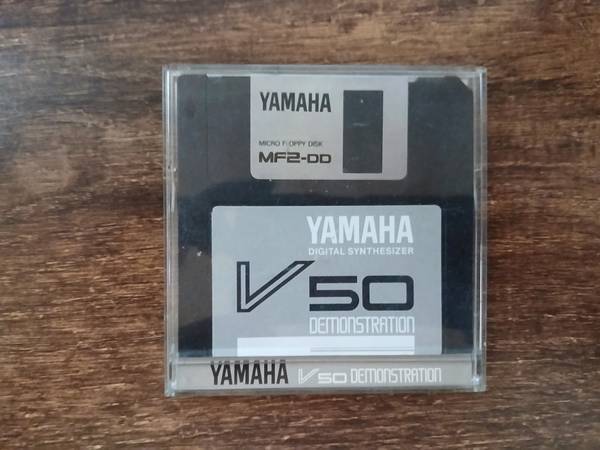 YAMAHA
MICRO FLOPPY DISK
MF2-DD
YAMAHA
DIGITAL SYNTHESIZER
V50
DEMONSTRATION
YAMAHA V50 DEMONSTRATION